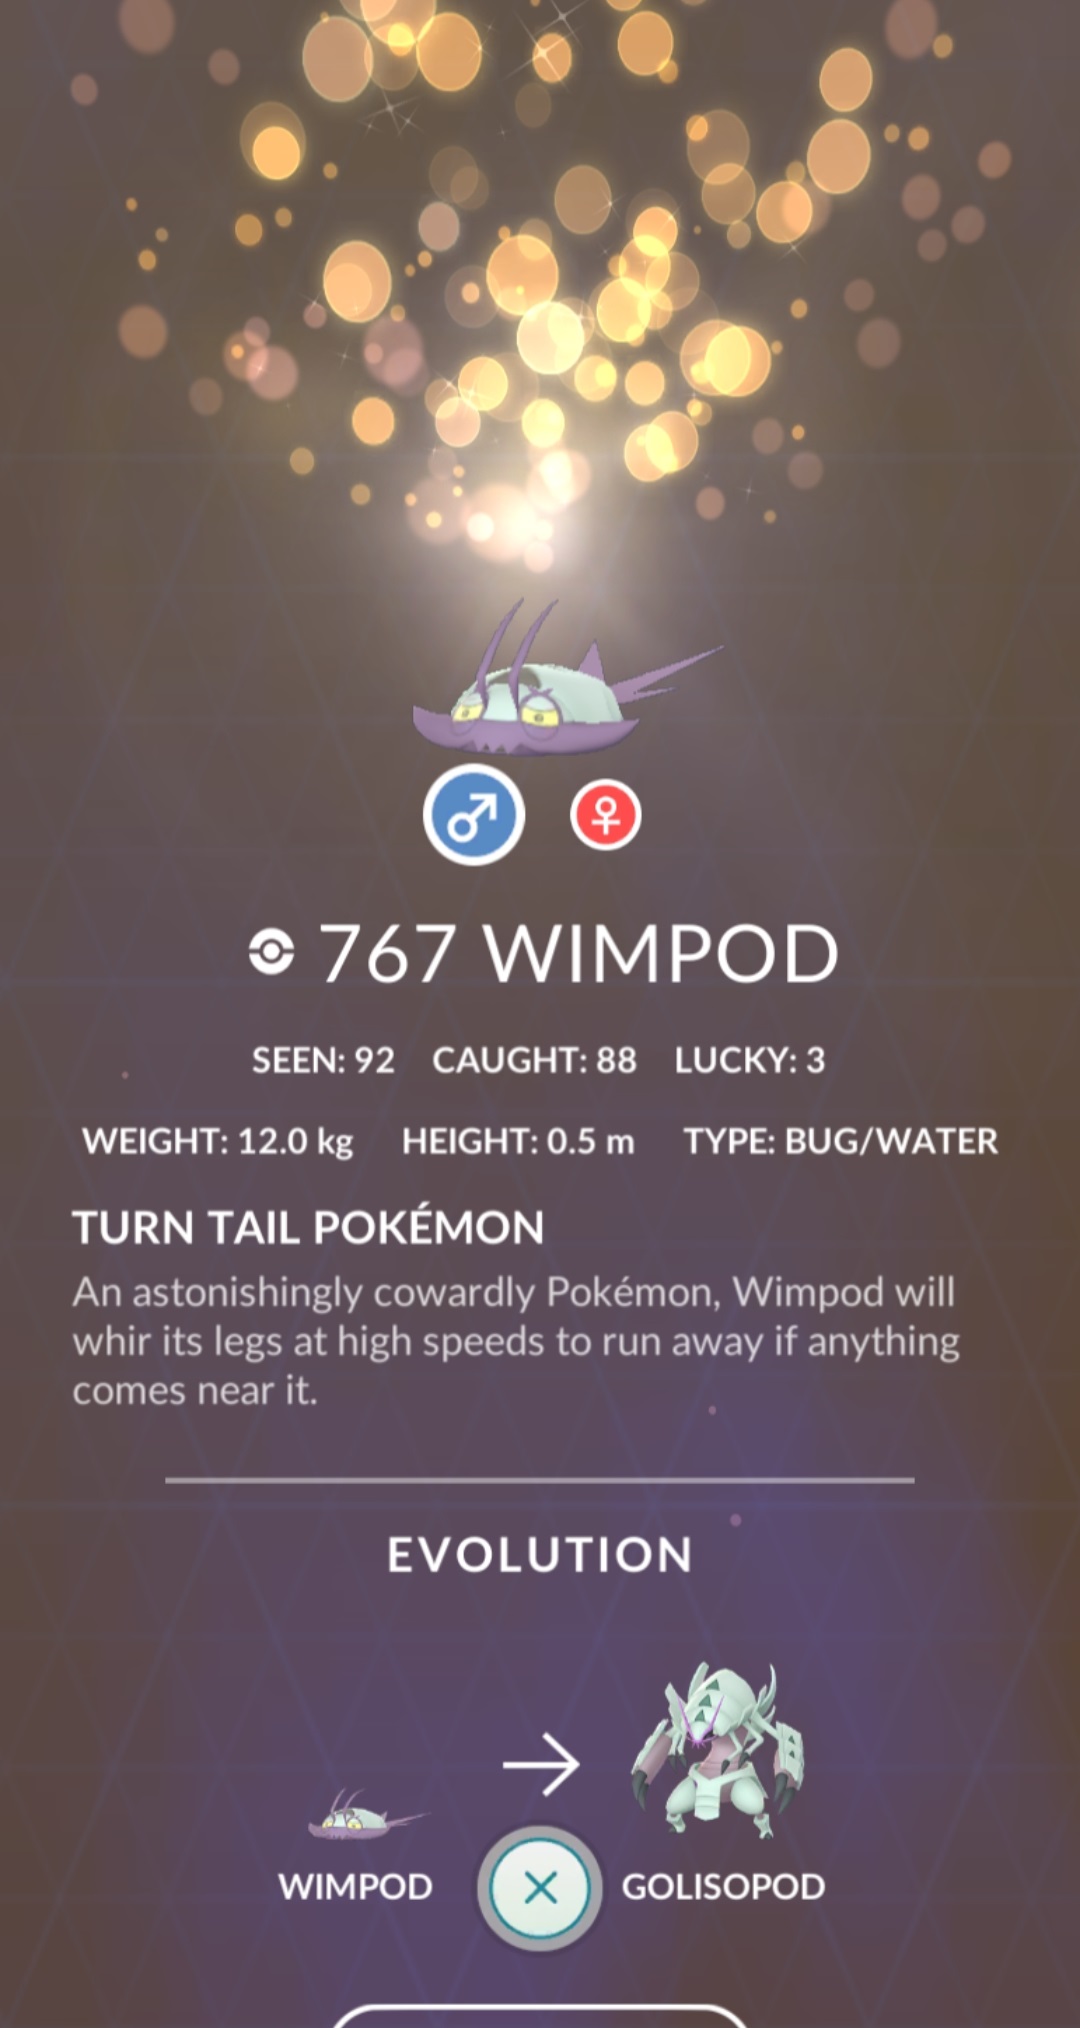 767 WIMPOD
SEEN: 92 CAUGHT: 88 LUCKY: 3
WEIGHT: 12.0 kg HEIGHT: 0.5 m TYPE: BUG/WATER
TURN TAIL POKÉMON
An astonishingly cowardly Pokémon, Wimpod will
whir its legs at high speeds to run away if anything
comes near it.
EVOLUTION
WIMPOD GOLISOPOD